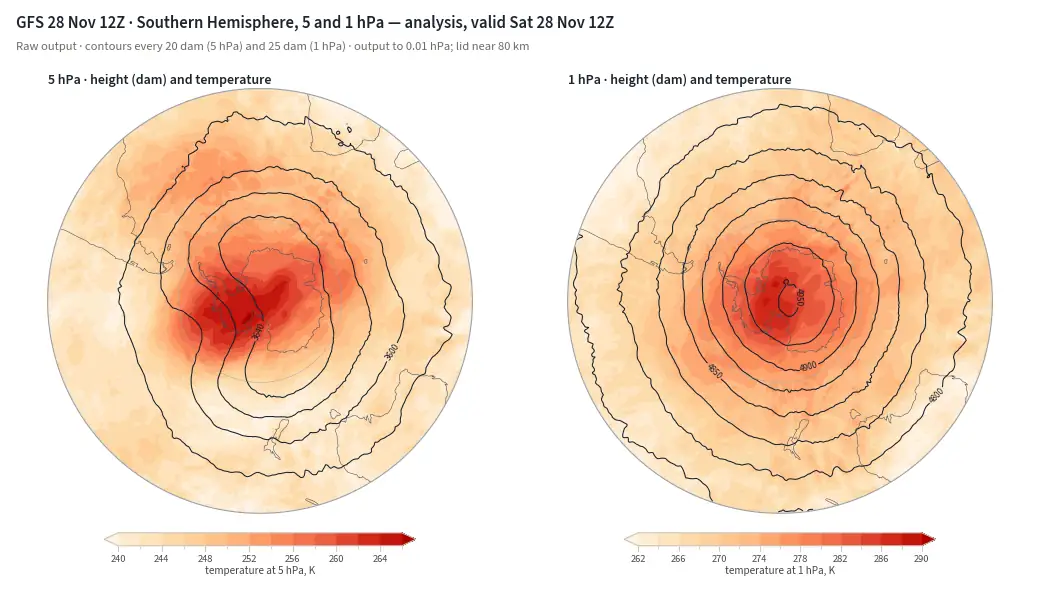 GFS 28 Nov 12Z · Southern Hemisphere, 5 and 1 hPa — analysis, valid Sat 28 Nov 12Z
Raw output · contours every 20 dam (5 hPa) and 25 dam (1 hPa) · output to 0.01 hPa; lid near 80 km
5 hPa · height (dam) and temperature
3640
3600
240 244 248 252 256 260 264
temperature at 5 hPa, K
1 hPa · height (dam) and temperature
4950
4850
4900
4800
262 266 270 274 278 282 286 290
temperature at 1 hPa, K